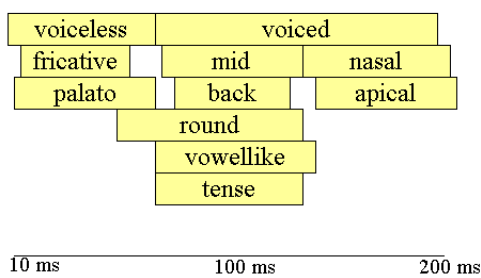 voiceless voiced
fricative mid nasal
palato back apical
round
vowellike
tense
10 ms 100 ms 200 ms